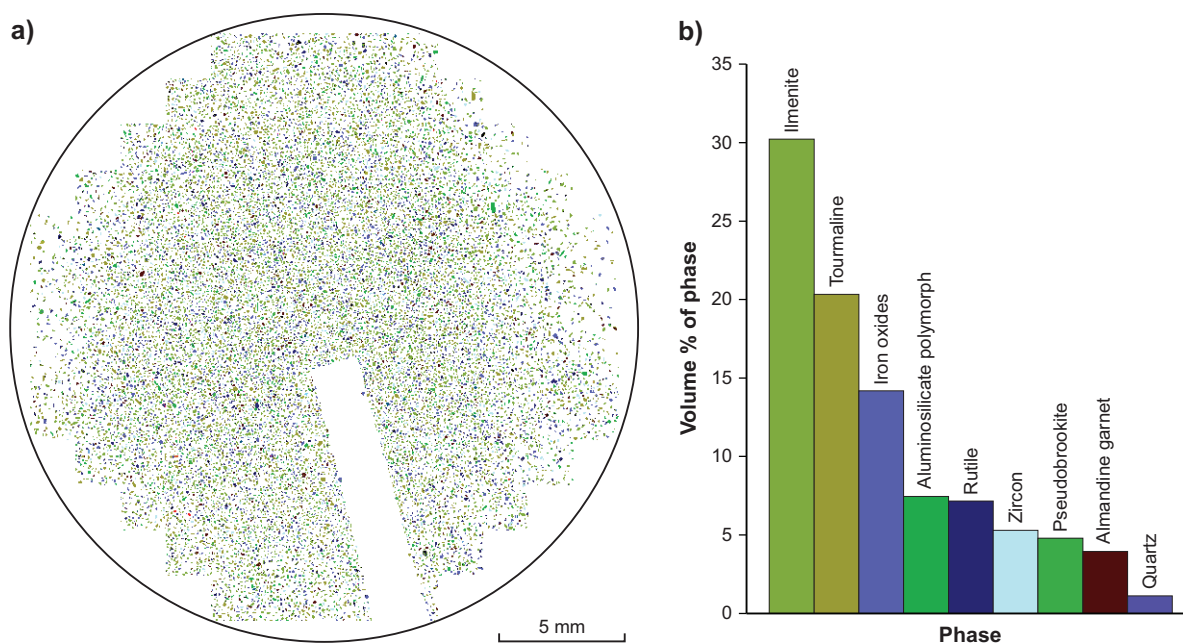 a)
5 mm
b)
Volume % of phase
35
30
25
20
15
10
5
0
Ilmenite
Tourmaline
Iron oxides
Aluminosilicate polymorph
Rutile
Zircon
Pseudobrookite
Almandine garnet
Quartz
Phase